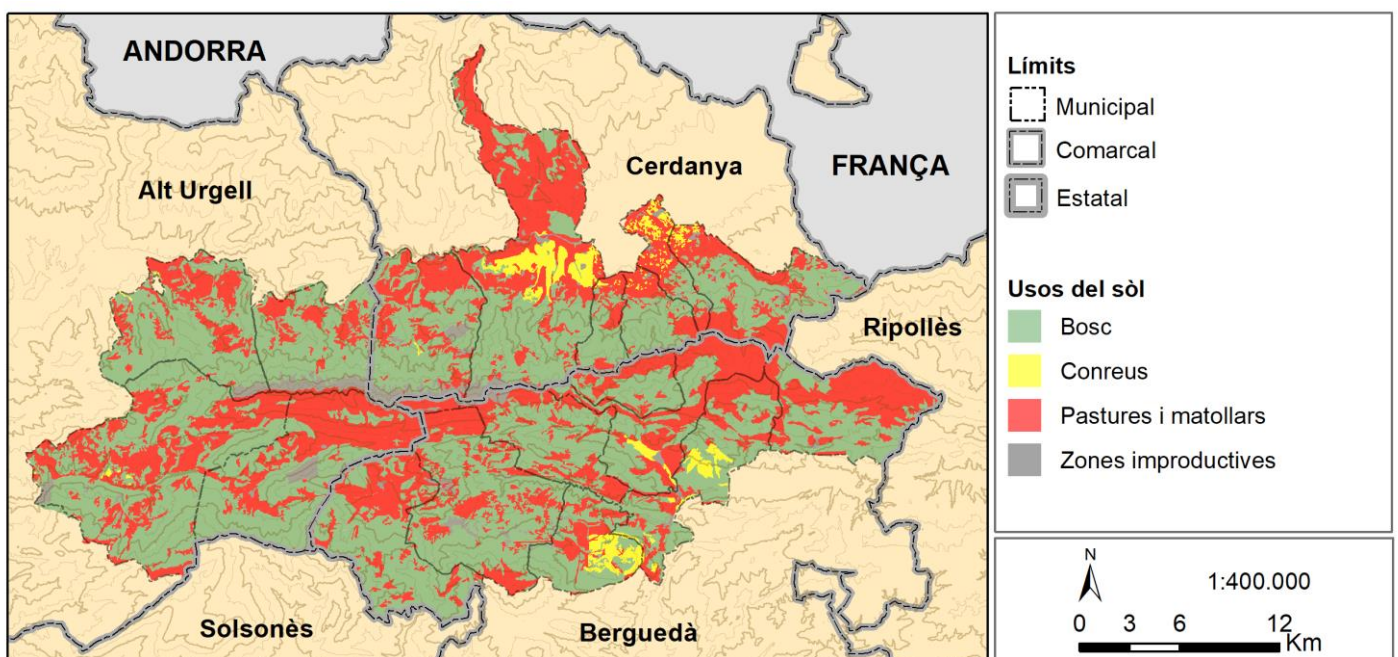 ANDORRA
Alt Urgell
Cerdanya
FRANÇA
Ripollès
Solsonès
Berguedà
Límits
Municipal
Comarcal
Estatal
Usos del sòl
Bosc
Conreus
Pastures i matollars
Zones improductives
N
1:400.000
0 3 6 12
Km